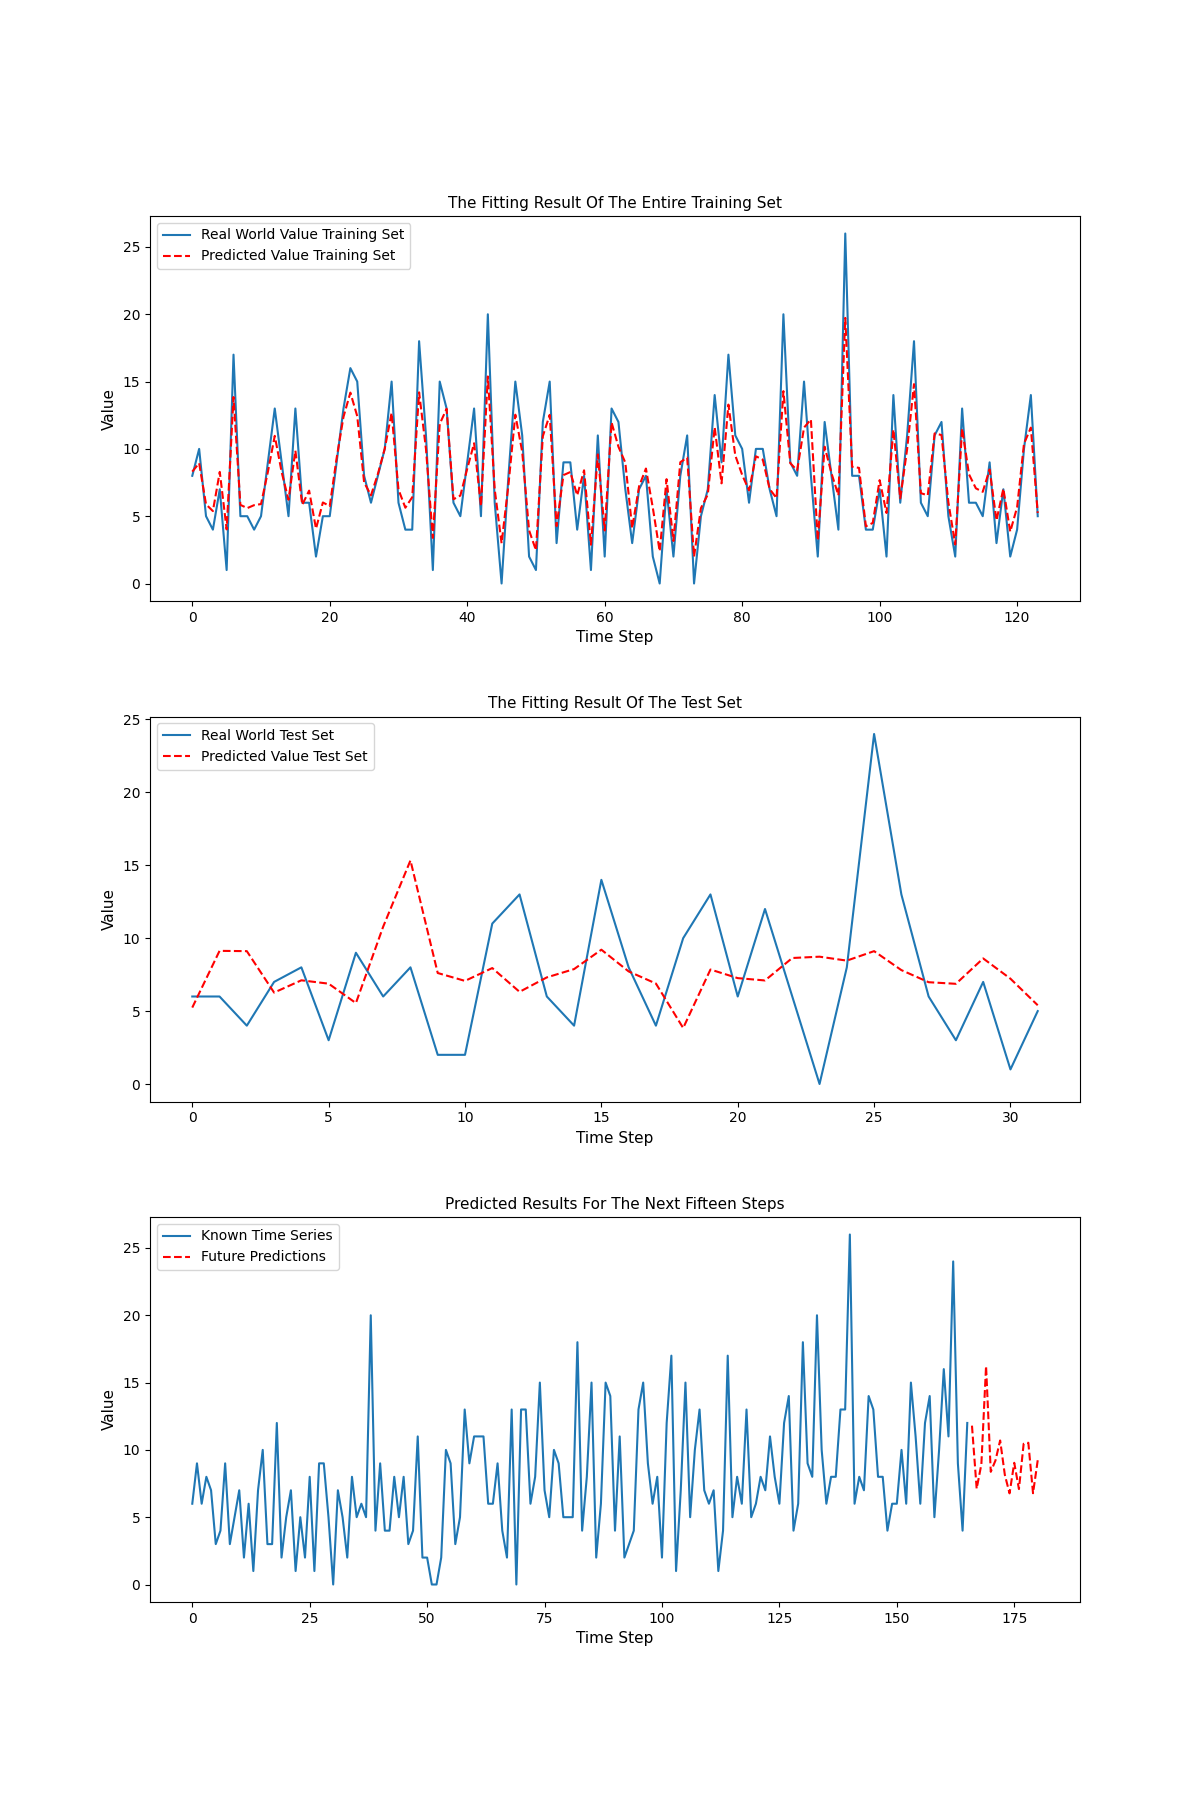 The Fitting Result Of The Entire Training Set
Real World Value Training Set
Predicted Value Training Set
25
20
15
10
5
0
Value
0 20 40 60 80 100 120
Time Step
The Fitting Result Of The Test Set
Real World Test Set
Predicted Value Test Set
25
20
15
10
5
0
Value
0 5 10 15 20 25 30
Time Step
Predicted Results For The Next Fifteen Steps
Known Time Series
Future Predictions
25
20
15
10
5
0
Value
0 25 50 75 100 125 150 175
Time Step